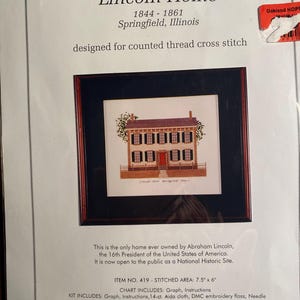 Lincoln Home
1844 - 1861
Springfield, Illinois
designed for counted thread cross stitch
This is the only home ever owned by Abraham Lincoln,
the 16th President of the United States of America.
It is now open to the public as a National Historic Site.
ITEM NO. #19 - STITCHED AREA: 7.5" x 6"
CHART INCLUDES: Graph, Instructions
KIT INCLUDES: Graph, Instructions, 14-ct. Aida cloth, DMC embroidery floss, Needle